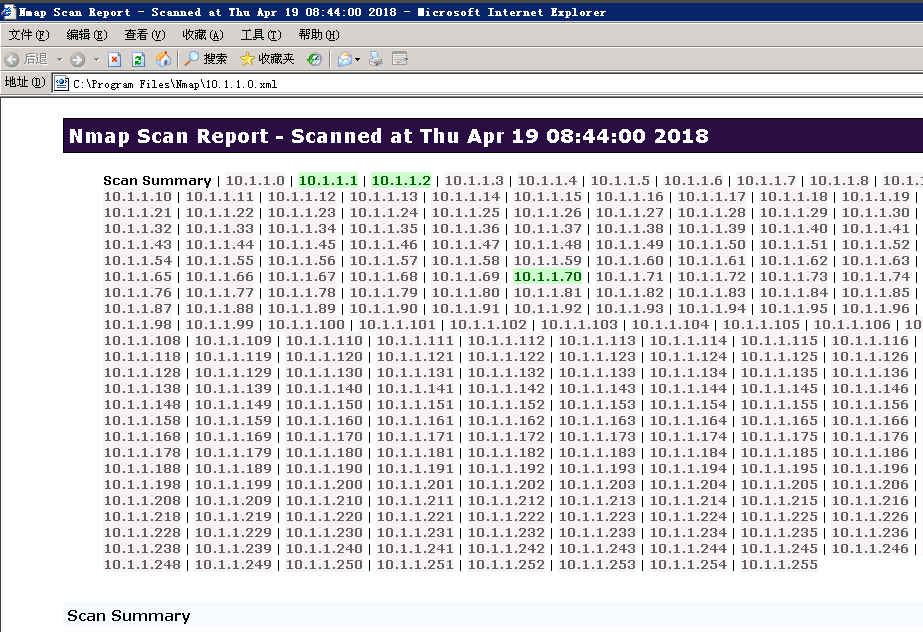 Nmap Scan Report - Scanned at Thu Apr 19 08:44:00 2018 - Microsoft Internet Explorer
文件(F) 编辑(E) 查看(V) 收藏(A) 工具(T) 帮助(H)
后退 搜索 收藏夹
地址(D) C:\Program Files\Nmap\10.1.1.0.xml
Nmap Scan Report - Scanned at Thu Apr 19 08:44:00 2018
Scan Summary | 10.1.1.0 | 10.1.1.1 | 10.1.1.2 | 10.1.1.3 | 10.1.1.4 | 10.1.1.5 | 10.1.1.6 | 10.1.1.7 | 10.1.1.8 | 10.1.
10.1.1.10 | 10.1.1.11 | 10.1.1.12 | 10.1.1.13 | 10.1.1.14 | 10.1.1.15 | 10.1.1.16 | 10.1.1.17 | 10.1.1.18 | 10.1.1.19 |
10.1.1.21 | 10.1.1.22 | 10.1.1.23 | 10.1.1.24 | 10.1.1.25 | 10.1.1.26 | 10.1.1.27 | 10.1.1.28 | 10.1.1.29 | 10.1.1.30 |
10.1.1.32 | 10.1.1.33 | 10.1.1.34 | 10.1.1.35 | 10.1.1.36 | 10.1.1.37 | 10.1.1.38 | 10.1.1.39 | 10.1.1.40 | 10.1.1.41 |
10.1.1.43 | 10.1.1.44 | 10.1.1.45 | 10.1.1.46 | 10.1.1.47 | 10.1.1.48 | 10.1.1.49 | 10.1.1.50 | 10.1.1.51 | 10.1.1.52 |
10.1.1.54 | 10.1.1.55 | 10.1.1.56 | 10.1.1.57 | 10.1.1.58 | 10.1.1.59 | 10.1.1.60 | 10.1.1.61 | 10.1.1.62 | 10.1.1.63 |
10.1.1.65 | 10.1.1.66 | 10.1.1.67 | 10.1.1.68 | 10.1.1.69 | 10.1.1.70 | 10.1.1.71 | 10.1.1.72 | 10.1.1.73 | 10.1.1.74 |
10.1.1.76 | 10.1.1.77 | 10.1.1.78 | 10.1.1.79 | 10.1.1.80 | 10.1.1.81 | 10.1.1.82 | 10.1.1.83 | 10.1.1.84 | 10.1.1.85 |
10.1.1.87 | 10.1.1.88 | 10.1.1.89 | 10.1.1.90 | 10.1.1.91 | 10.1.1.92 | 10.1.1.93 | 10.1.1.94 | 10.1.1.95 | 10.1.1.96 |
10.1.1.98 | 10.1.1.99 | 10.1.1.100 | 10.1.1.101 | 10.1.1.102 | 10.1.1.103 | 10.1.1.104 | 10.1.1.105 | 10.1.1.106 | 10
10.1.1.108 | 10.1.1.109 | 10.1.1.110 | 10.1.1.111 | 10.1.1.112 | 10.1.1.113 | 10.1.1.114 | 10.1.1.115 | 10.1.1.116 |
10.1.1.118 | 10.1.1.119 | 10.1.1.120 | 10.1.1.121 | 10.1.1.122 | 10.1.1.123 | 10.1.1.124 | 10.1.1.125 | 10.1.1.126 |
10.1.1.128 | 10.1.1.129 | 10.1.1.130 | 10.1.1.131 | 10.1.1.132 | 10.1.1.133 | 10.1.1.134 | 10.1.1.135 | 10.1.1.136 |
10.1.1.138 | 10.1.1.139 | 10.1.1.140 | 10.1.1.141 | 10.1.1.142 | 10.1.1.143 | 10.1.1.144 | 10.1.1.145 | 10.1.1.146 |
10.1.1.148 | 10.1.1.149 | 10.1.1.150 | 10.1.1.151 | 10.1.1.152 | 10.1.1.153 | 10.1.1.154 | 10.1.1.155 | 10.1.1.156 |
10.1.1.158 | 10.1.1.159 | 10.1.1.160 | 10.1.1.161 | 10.1.1.162 | 10.1.1.163 | 10.1.1.164 | 10.1.1.165 | 10.1.1.166 |
10.1.1.168 | 10.1.1.169 | 10.1.1.170 | 10.1.1.171 | 10.1.1.172 | 10.1.1.173 | 10.1.1.174 | 10.1.1.175 | 10.1.1.176 |
10.1.1.178 | 10.1.1.179 | 10.1.1.180 | 10.1.1.181 | 10.1.1.182 | 10.1.1.183 | 10.1.1.184 | 10.1.1.185 | 10.1.1.186 |
10.1.1.188 | 10.1.1.189 | 10.1.1.190 | 10.1.1.191 | 10.1.1.192 | 10.1.1.193 | 10.1.1.194 | 10.1.1.195 | 10.1.1.196 |
10.1.1.198 | 10.1.1.199 | 10.1.1.200 | 10.1.1.201 | 10.1.1.202 | 10.1.1.203 | 10.1.1.204 | 10.1.1.205 | 10.1.1.206 |
10.1.1.208 | 10.1.1.209 | 10.1.1.210 | 10.1.1.211 | 10.1.1.212 | 10.1.1.213 | 10.1.1.214 | 10.1.1.215 | 10.1.1.216 |
10.1.1.218 | 10.1.1.219 | 10.1.1.220 | 10.1.1.221 | 10.1.1.222 | 10.1.1.223 | 10.1.1.224 | 10.1.1.225 | 10.1.1.226 |
10.1.1.228 | 10.1.1.229 | 10.1.1.230 | 10.1.1.231 | 10.1.1.232 | 10.1.1.233 | 10.1.1.234 | 10.1.1.235 | 10.1.1.236 |
10.1.1.238 | 10.1.1.239 | 10.1.1.240 | 10.1.1.241 | 10.1.1.242 | 10.1.1.243 | 10.1.1.244 | 10.1.1.245 | 10.1.1.246 |
10.1.1.248 | 10.1.1.249 | 10.1.1.250 | 10.1.1.251 | 10.1.1.252 | 10.1.1.253 | 10.1.1.254 | 10.1.1.255
Scan Summary